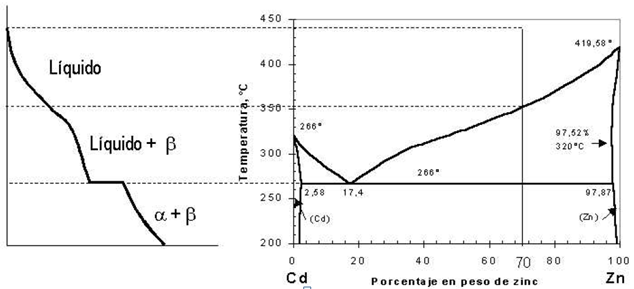 Líquido
Líquido + β
α + β
Temperatura, °C
450
400
350
300
250
200
419,58°
266°
97,52%
320°C
266°
2,58
17,4
97,87
(Cd)
(Zn)
0
20
40
60
70
80
100
Cd
Porcentaje en peso de zinc
Zn